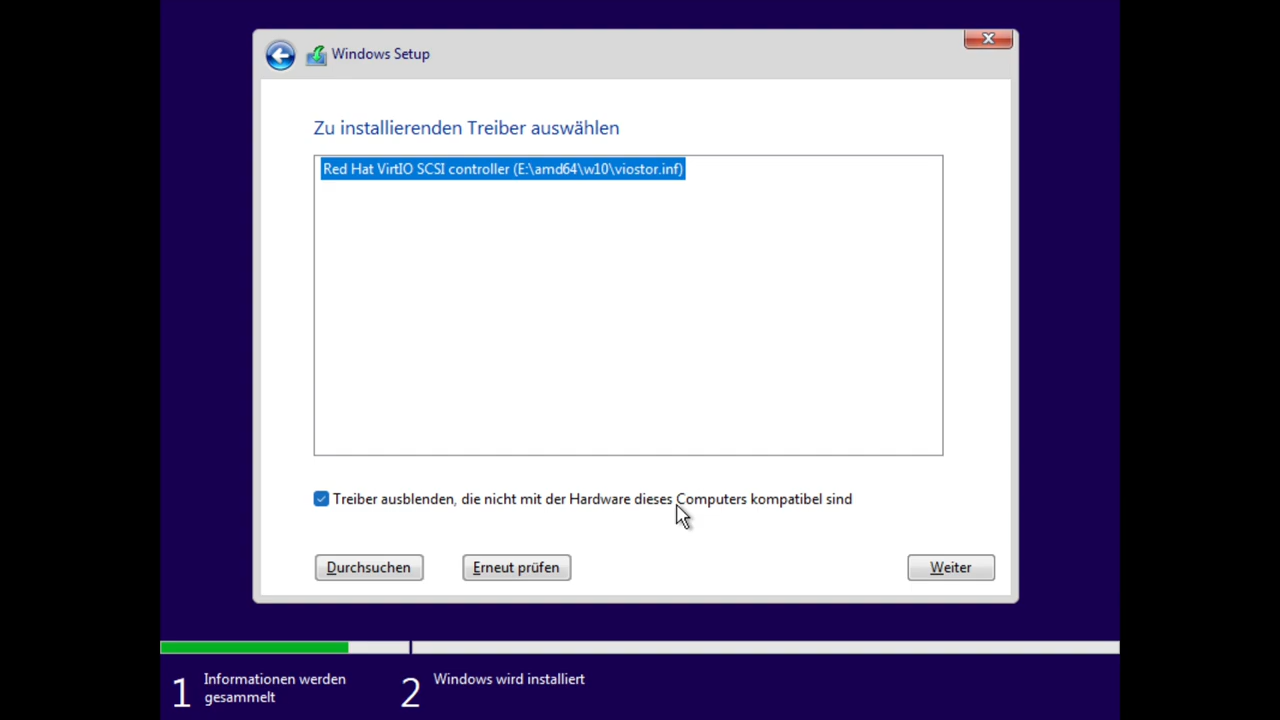 Windows Setup
Zu installierenden Treiber auswählen
Red Hat VirtIO SCSI controller (E:\amd64\w10\viostor.inf)
Treiber ausblenden, die nicht mit der Hardware dieses Computers kompatibel sind
Durchsuchen
Erneut prüfen
Weiter
1
Informationen werden
gesammelt
2
Windows wird installiert